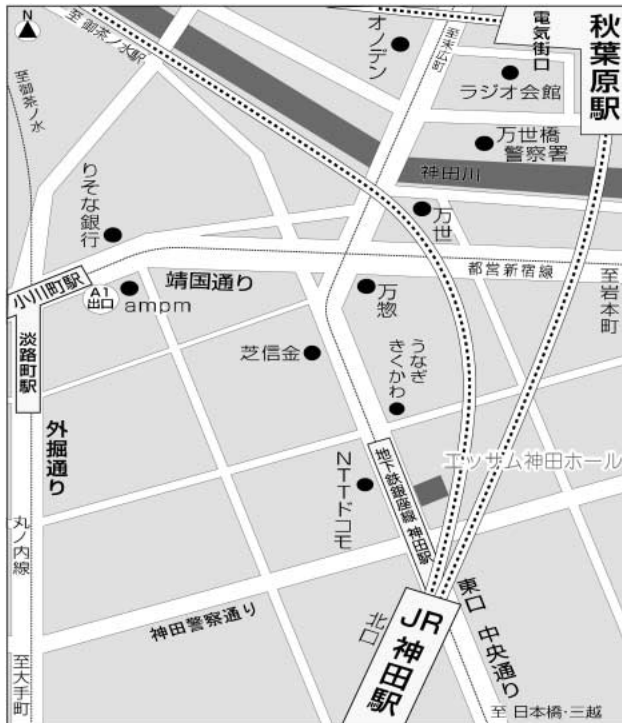 N
至御茶ノ水駅
オノデン
至末広町
電気街口
秋葉原駅
ラジオ会館
至御茶ノ水
万世橋
警察署
神田川
りそな銀行
万世
都営新宿線
至岩本町
小川町駅
A1
出口
ampm
靖国通り
万惣
淡路町駅
芝信金
うなぎ
きくかわ
外掘通り
地下鉄銀座線 神田駅
エッサム神田ホール
NTTドコモ
丸ノ内線
神田警察通り
北口
JR 神田駅
東口 中央通り
至大手町
至 日本橋・三越